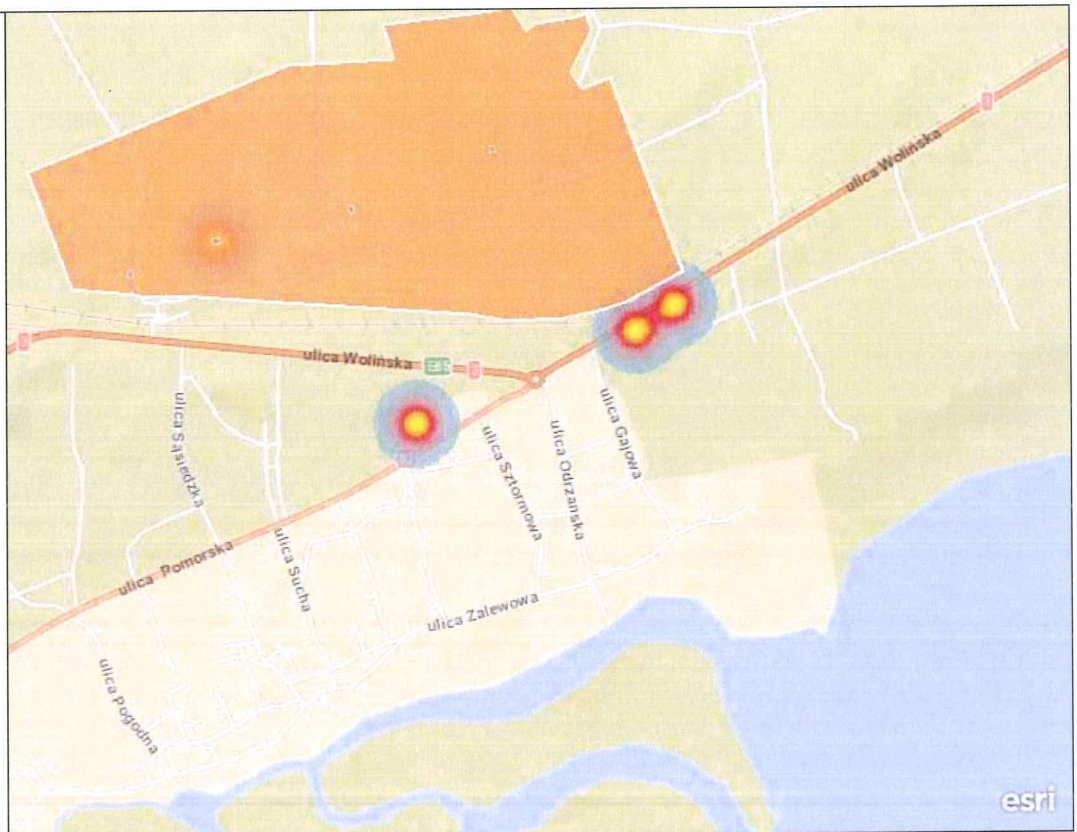 ulica Wolińska
ulica Wolińska
ulica Sąsiedzka
ulica Sztormowa
ulica Odrzańska
ulica Gajowa
ulica Pomorska
ulica Sucha
ulica Zalewowa
ulica Pogodna
esri